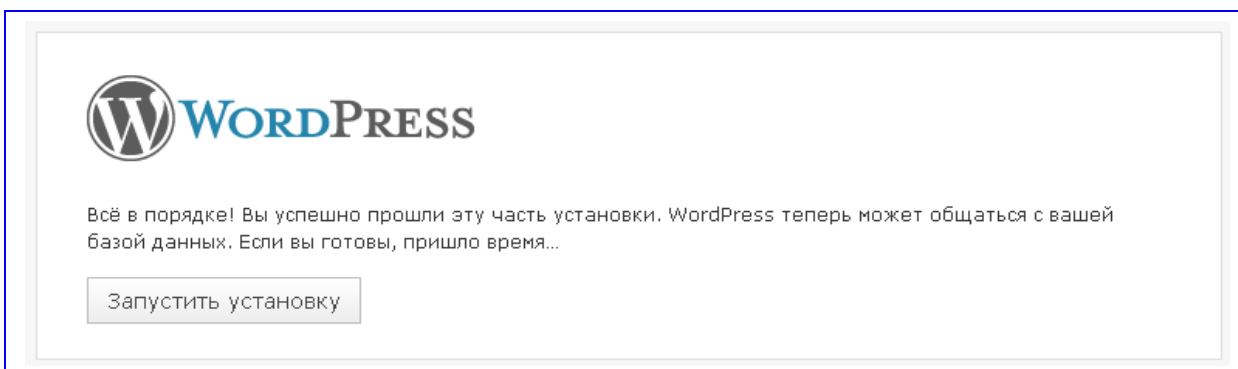 WORDPRESS
Всё в порядке! Вы успешно прошли эту часть установки. WordPress теперь может общаться с вашей
базой данных. Если вы готовы, пришло время…
Запустить установку